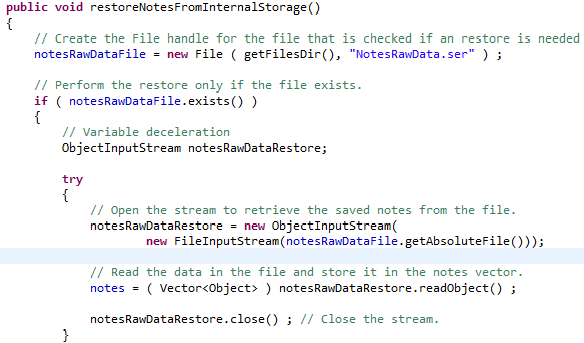 public void restoreNotesFromInternalStorage()
{
// Create the File handle for the file that is checked if an restore is needed
notesRawDataFile = new File ( getFilesDir(), "NotesRawData.ser" ) ;
// Perform the restore only if the file exists.
if ( notesRawDataFile.exists() )
{
// Variable deceleration
ObjectInputStream notesRawDataRestore;
try
{
// Open the stream to retrieve the saved notes from the file.
notesRawDataRestore = new ObjectInputStream(
new FileInputStream(notesRawDataFile.getAbsoluteFile()));
// Read the data in the file and store it in the notes vector.
notes = ( Vector<Object> ) notesRawDataRestore.readObject() ;
notesRawDataRestore.close() ; // Close the stream.
}